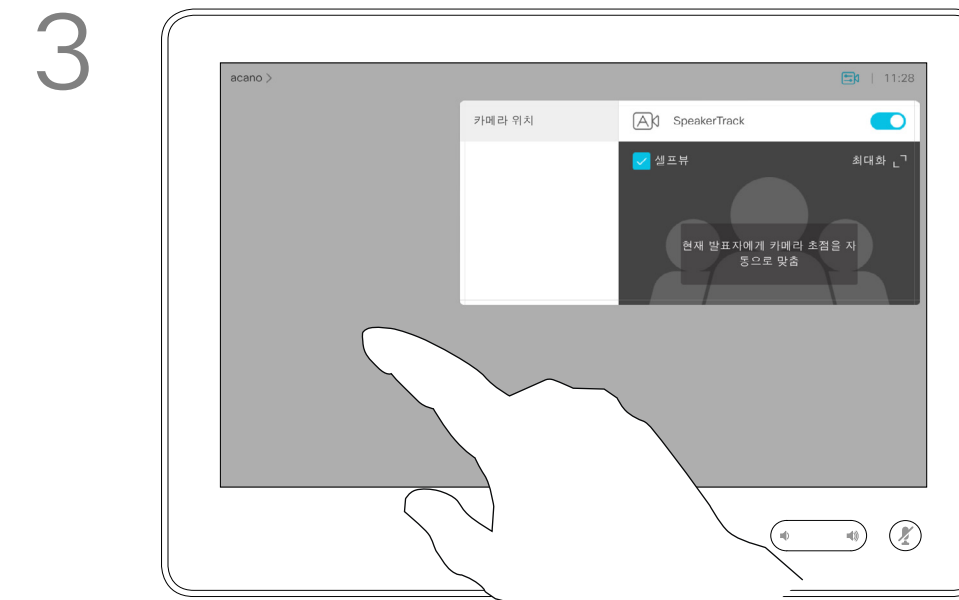 3
acano >
11:28
카메라 위치
SpeakerTrack
셀프뷰
최대화
현재 발표자에게 카메라 초점을 자
동으로 맞춤